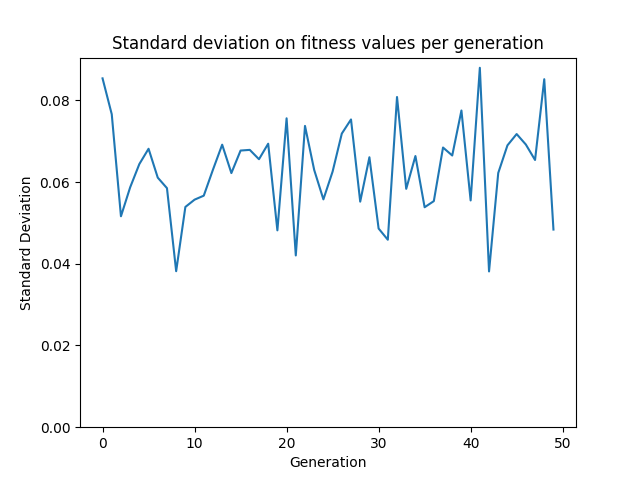 Standard deviation on fitness values per generation
0.08
0.06
0.04
0.02
0.00
Standard Deviation
0 10 20 30 40 50
Generation